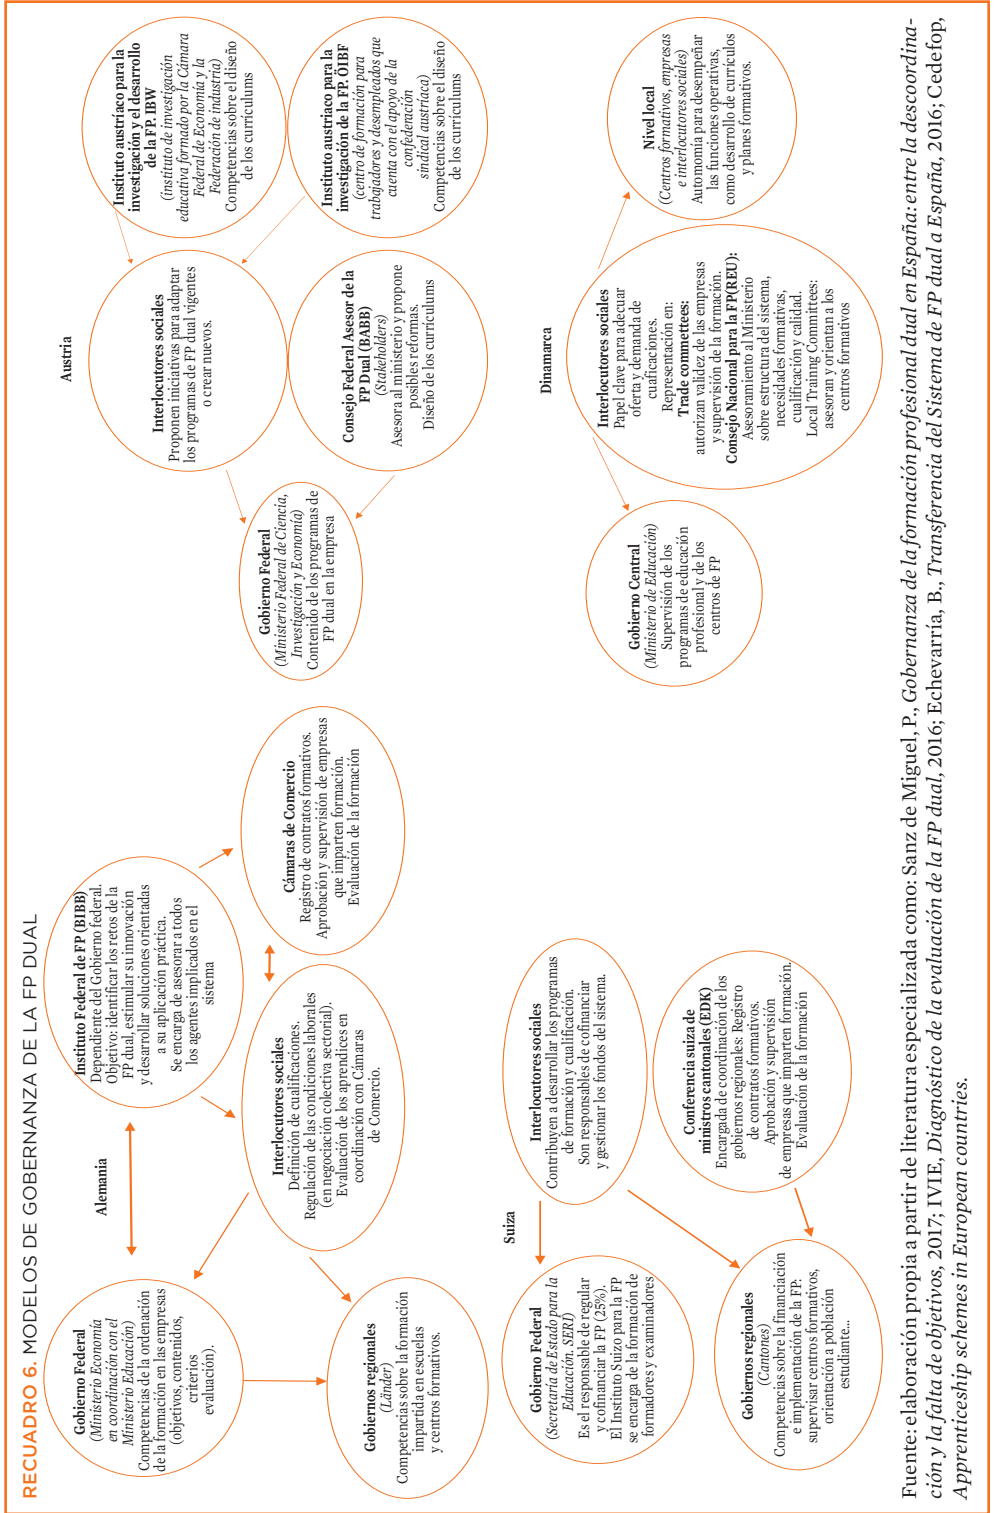 RECUADRO 6. MODELOS DE GOBERNANZA DE LA FP DUAL
Alemania
Gobierno Federal
(Ministerio Economía
en coordinación con el
Ministerio Educación)
Competencias de la ordenación
de la formación en las empresas
(objetivos, contenidos,
criterios
evaluación).
Instituto Federal de FP (BIBB)
Dependiente del Gobierno federal.
Objetivo: identificar los retos de la
FP dual, estimular su innovación
y desarrollar soluciones orientadas
a su aplicación práctica.
Se encarga de asesorar a todos
los agentes implicados en el
sistema
Gobiernos regionales
(Länder)
Competencias sobre la formación
impartida en escuelas
y centros formativos.
Interlocutores sociales
Definición de cualificaciones.
Regulación de las condiciones laborales
(en negociación colectiva sectorial).
Evaluación de los aprendices en
coordinación con Cámaras
de Comercio.
Cámaras de Comercio
Registro de contratos formativos.
Aprobación y supervisión de empresas
que imparten formación.
Evaluación de la formación
Austria
Gobierno Federal
(Ministerio Federal de Ciencia,
Investigación y Economía)
Contenido de los programas de
FP dual en la empresa
Interlocutores sociales
Proponen iniciativas para adaptar
los programas de FP dual vigentes
o crear nuevos.
Consejo Federal Asesor de la
FP Dual (BABB)
(Stakeholders)
Asesora al ministerio y propone
posibles reformas.
Diseño de los currículums
Instituto austríaco para la
investigación y el desarrollo
de la FP. IBW
(instituto de investigación
educativa formado por la Cámara
Federal de Economía y la
Federación de industria)
Competencias sobre el diseño
de los currículums
Instituto austriaco para la
investigación de la FP. ÖIBF
(centro de formación para
trabajadores y desempleados que
cuenta con el apoyo de la
confederación
sindical austriaca)
Competencias sobre el diseño
de los currículums
Suiza
Gobierno Federal
(Secretaría de Estado para la
Educación, SERI)
Es el responsable de regular
y cofinanciar la FP (25%).
El Instituto Suizo para la FP
se encarga de la formación de
formadores y examinadores
Interlocutores sociales
Contribuyen a desarrollar los programas
de formación y cualificación.
Son responsables de cofinanciar
y gestionar los fondos del sistema.
Gobiernos regionales
(Cantones)
Competencias sobre la financiación
e implementación de la FP:
supervisar centros formativos,
orientación a población
estudiante...
Conferencia suiza de
ministros cantonales (EDK)
Encargada de coordinación de los
gobiernos regionales: Registro
de contratos formativos.
Aprobación y supervisión
de empresas que imparten formación.
Evaluación de la formación
Dinamarca
Gobierno Central
(Ministerio de Educación)
Supervisión de los
programas de educación
profesional y de los
centros de FP
Interlocutores sociales
Papel clave para adecuar
oferta y demanda de
cuaficaciones.
Representación en:
Trade commettees:
autorizan validez de las empresas
y supervisión de la formación.
Consejo Nacional para la FP(REU):
Asesoramiento al Ministerio
sobre estructura del sistema,
necesidades formativas,
cualificación y calidad.
Local Trainng Committees:
asesoran y orientan a los
centros formativos
Nivel local
(Centros formativos, empresas
e interlocutores sociales)
Autonomía para desempeñar
las funciones operativas,
como desarrollo de currículos
y planes formativos.
Fuente: elaboración propia a partir de literatura especializada como: Sanz de Miguel, P., Gobernanza de la formación profesional dual en España: entre la descoordina-
ción y la falta de objetivos, 2017; IVIE, Diagnóstico de la evaluación de la FP dual, 2016; Echevarría, B., Transferencia del Sistema de FP dual a España, 2016; Cedefop,
Apprenticeship schemes in European countries.